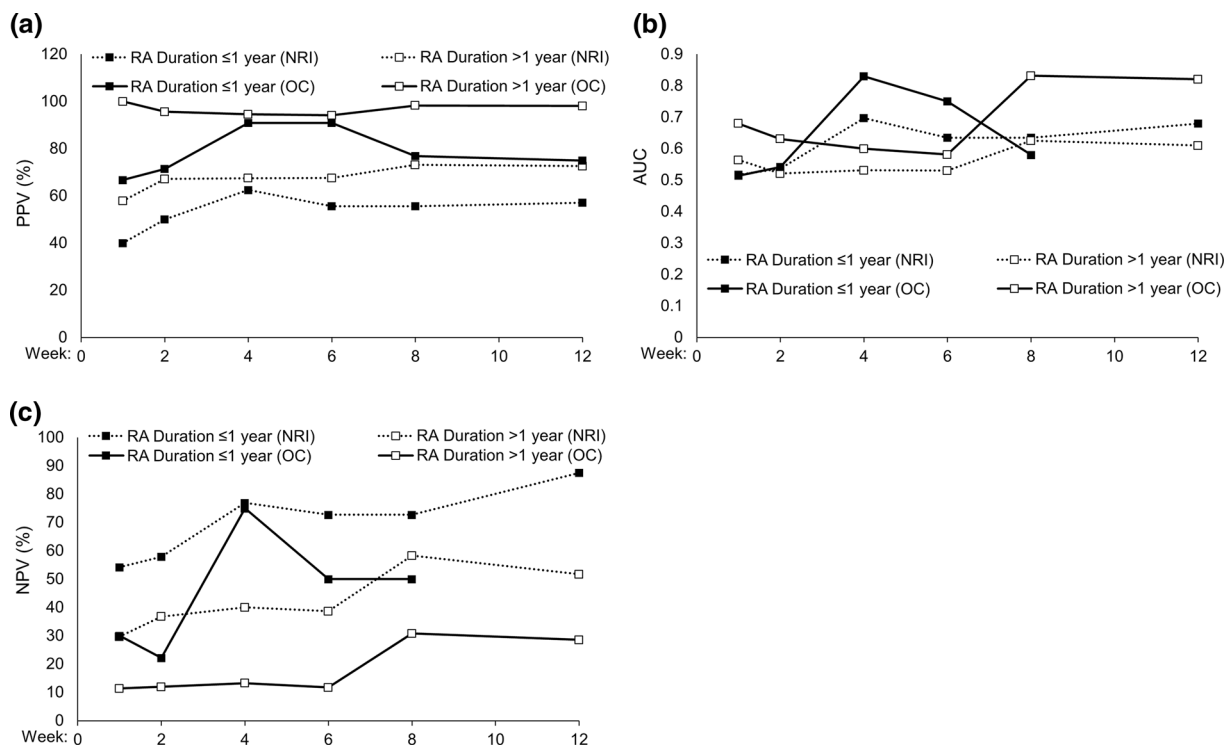 (a)
RA Duration ≤1 year (NRI) RA Duration >1 year (NRI)
RA Duration ≤1 year (OC) RA Duration >1 year (OC)
PPV (%)
120
100
80
60
40
20
0
Week: 0 2 4 6 8 10 12
(b)
AUC
0.9
0.8
0.7
0.6
0.5
0.4
0.3
0.2
0.1
0
RA Duration ≤1 year (NRI) RA Duration >1 year (NRI)
RA Duration ≤1 year (OC) RA Duration >1 year (OC)
Week: 0 2 4 6 8 10 12
(c)
RA Duration ≤1 year (NRI) RA Duration >1 year (NRI)
RA Duration ≤1 year (OC) RA Duration >1 year (OC)
NPV (%)
100
90
80
70
60
50
40
30
20
10
0
Week: 0 2 4 6 8 10 12